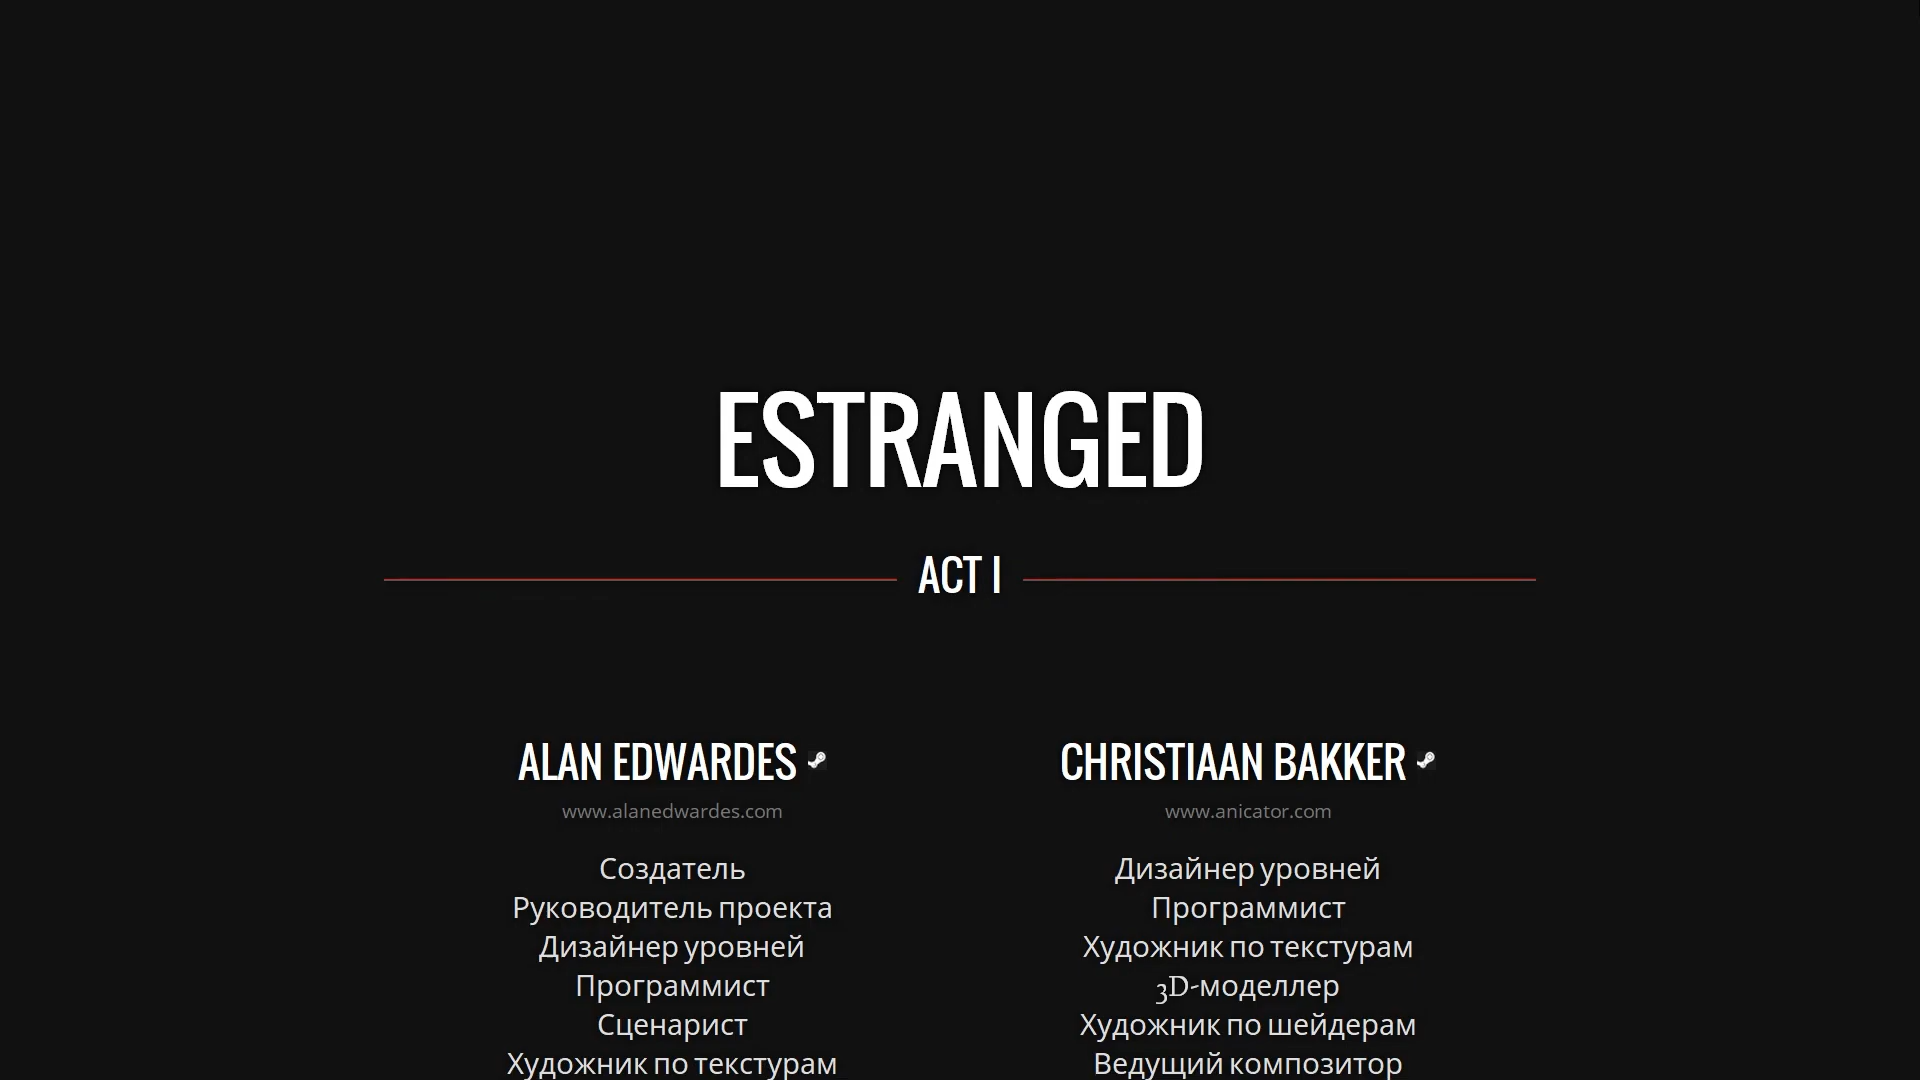 ESTRANGED
ACT I
ALAN EDWARDES
www.alanedwardes.com
Создатель
Руководитель проекта
Дизайнер уровней
Программист
Сценарист
Художник по текстурам
CHRISTIAAN BAKKER
www.anicator.com
Дизайнер уровней
Программист
Художник по текстурам
3D-моделлер
Художник по шейдерам
Ведущий композитор